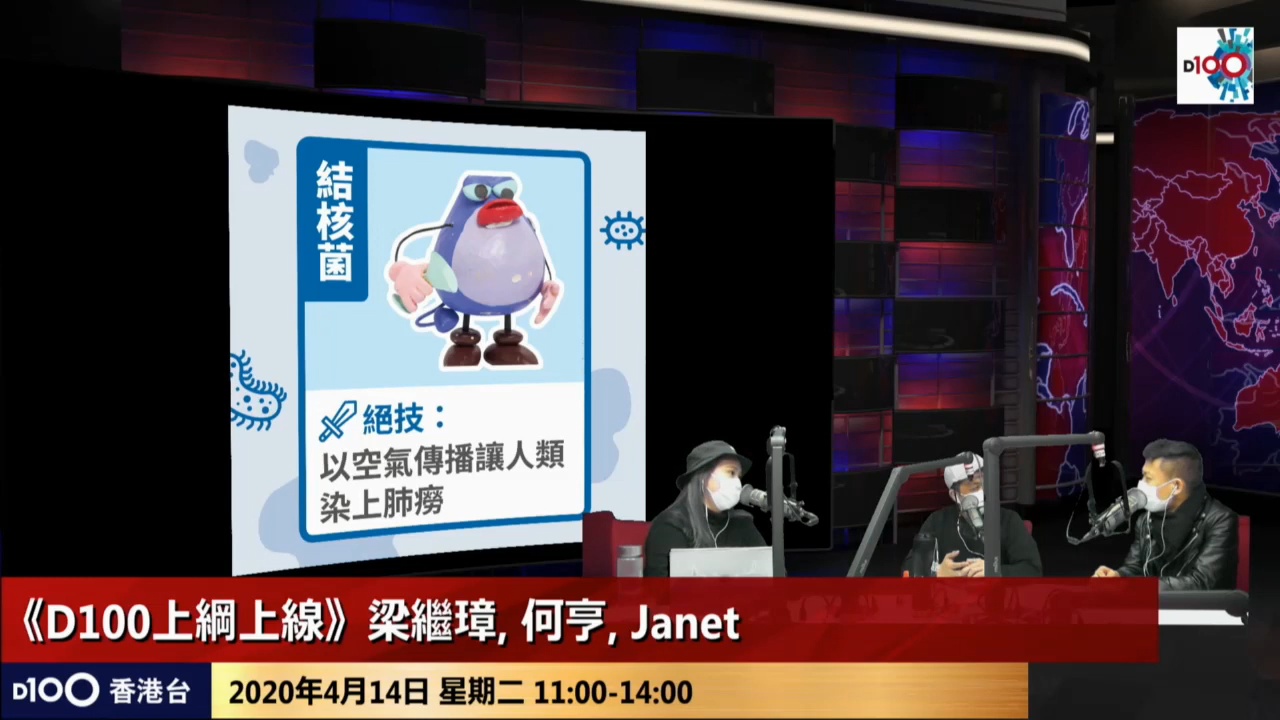 D100
結核菌
絕技：
以空氣傳播讓人類
染上肺癆
《D100上綱上線》梁繼璋, 何亨, Janet
D100 香港台
2020年4月14日 星期二 11:00-14:00